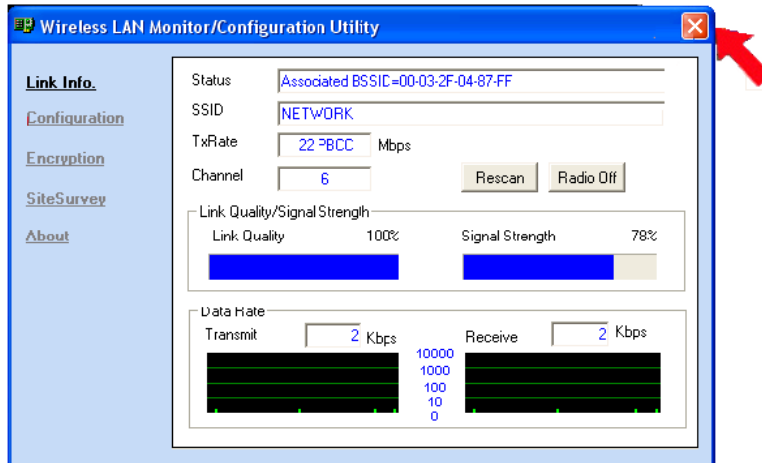 Wireless LAN Monitor/Configuration Utility
Link Info.
Configuration
Encryption
SiteSurvey
About
Status Associated BSSID=00-03-2F-04-87-FF
SSID NETWORK
TxRate 22 PBCC Mbps
Channel 6 Rescan Radio Off
Link Quality/Signal Strength
Link Quality 100% Signal Strength 78%
Data Rate
Transmit 2 Kbps Receive 2 Kbps
10000
1000
100
10
0